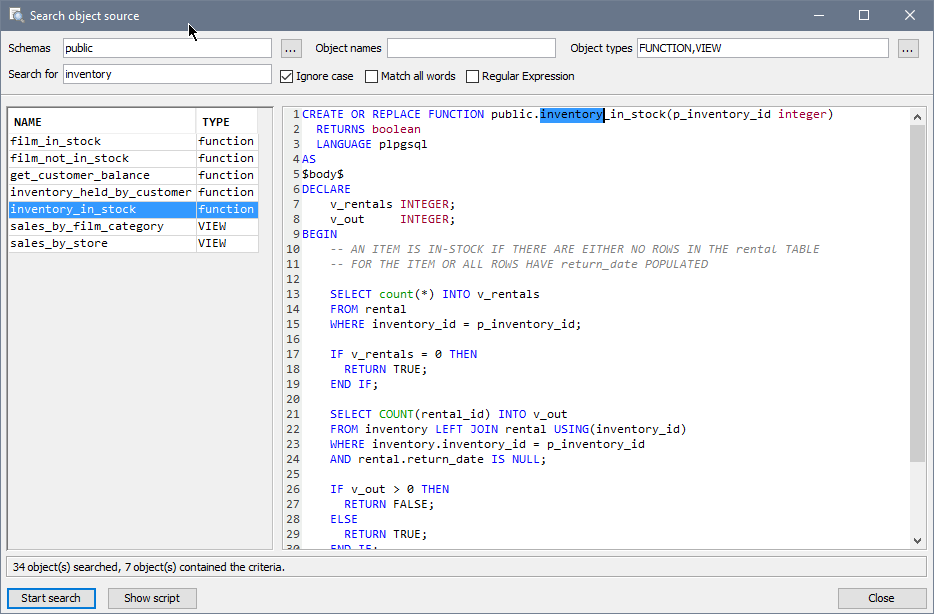 Search object source
Schemas public ... Object names Object types FUNCTION,VIEW ...
Search for inventory Ignore case Match all words Regular Expression
NAME TYPE
film_in_stock function
film_not_in_stock function
get_customer_balance function
inventory_held_by_customer function
inventory_in_stock function
sales_by_film_category VIEW
sales_by_store VIEW
1 CREATE OR REPLACE FUNCTION public.inventory_in_stock(p_inventory_id integer)
2   RETURNS boolean
3   LANGUAGE plpgsql
4 AS
5 $body$
6 DECLARE
7     v_rentals INTEGER;
8     v_out     INTEGER;
9 BEGIN
10     -- AN ITEM IS IN-STOCK IF THERE ARE EITHER NO ROWS IN THE rental TABLE
11     -- FOR THE ITEM OR ALL ROWS HAVE return_date POPULATED
12
13     SELECT count(*) INTO v_rentals
14     FROM rental
15     WHERE inventory_id = p_inventory_id;
16
17     IF v_rentals = 0 THEN
18       RETURN TRUE;
19     END IF;
20
21     SELECT COUNT(rental_id) INTO v_out
22     FROM inventory LEFT JOIN rental USING(inventory_id)
23     WHERE inventory.inventory_id = p_inventory_id
24     AND rental.return_date IS NULL;
25
26     IF v_out > 0 THEN
27       RETURN FALSE;
28     ELSE
29       RETURN TRUE;
30     END IF;
34 object(s) searched, 7 object(s) contained the criteria.
Start search Show script Close